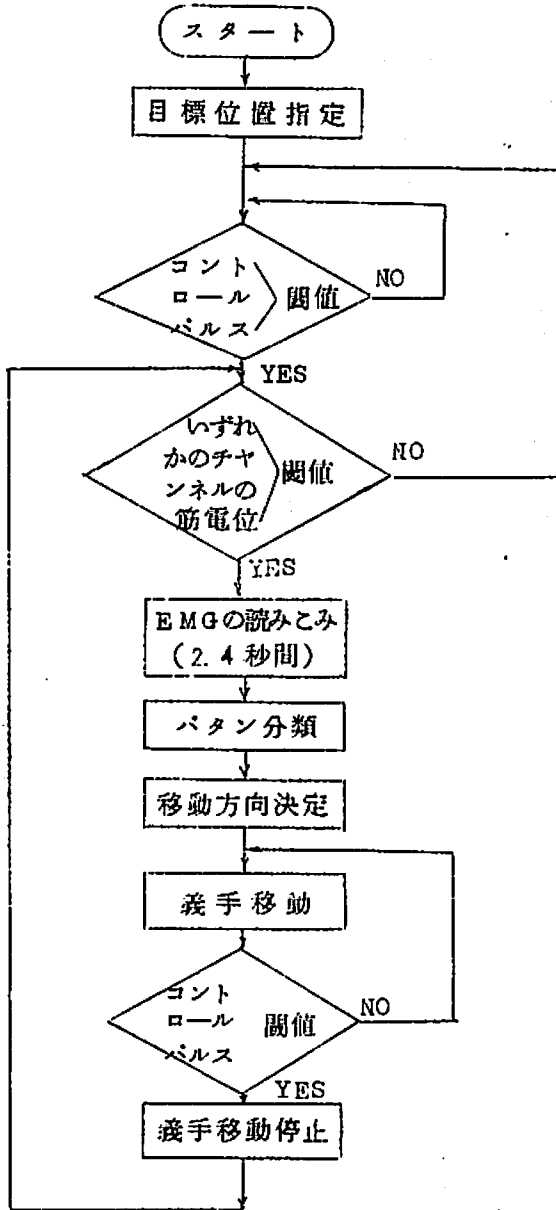 スタート
目標位置指定
コント
ロール
パルス
> 閾値
NO
YES
いずれ
かのチャ
ンネルの
筋電位
> 閾値
NO
YES
EMGの読みこみ
(2.4秒間)
パタン分類
移動方向決定
義手移動
コント
ロール
パルス
閾値
NO
YES
義手移動停止